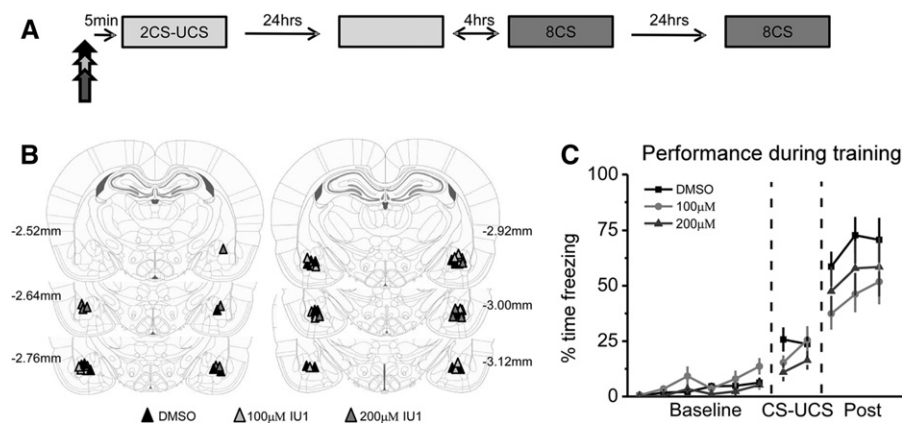 A
5min
2CS-UCS
24hrs
4hrs
8CS
24hrs
8CS
B
-2.52mm
-2.64mm
-2.76mm
-2.92mm
-3.00mm
-3.12mm
DMSO
100µM IU1
200µM IU1
C
Performance during training
% time freezing
100
75
50
25
0
DMSO
100µM
200µM
Baseline
CS-UCS
Post